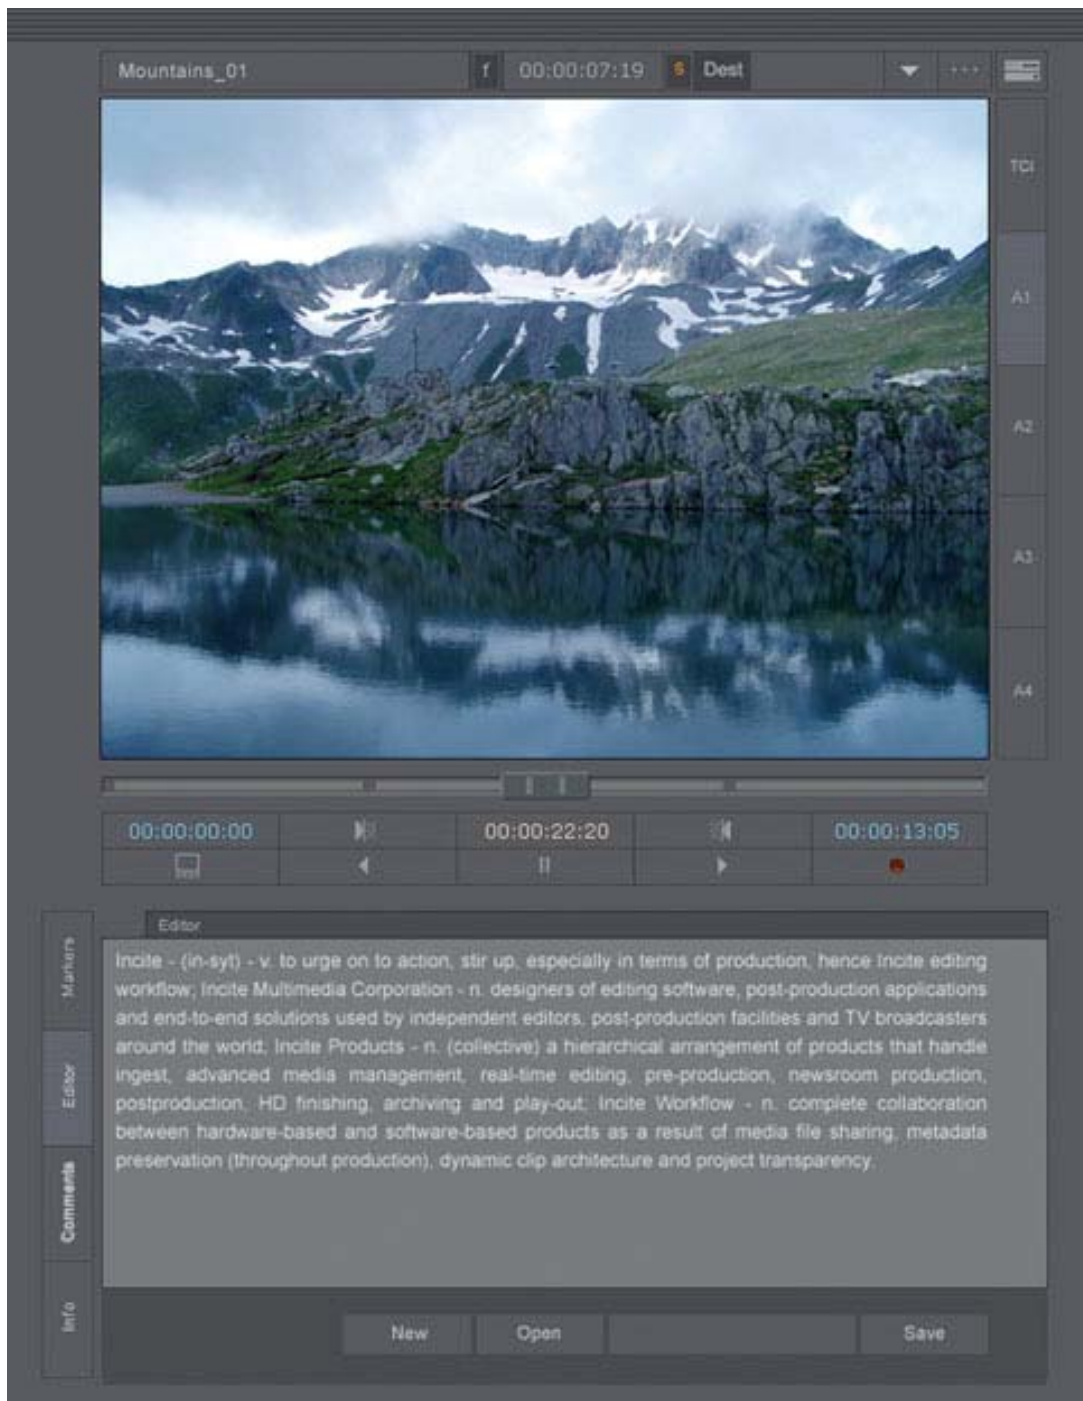 Mountains_01 f 00:00:07:19 S Dest
TCI
A1
A2
A3
A4
00:00:00:00 00:00:22:20 00:00:13:05
Markers
Editor
Comments
Info
Editor
Incite - (in-syt) - v. to urge on to action, stir up, especially in terms of production, hence Incite editing
workflow; Incite Multimedia Corporation - n. designers of editing software, post-production applications
and end-to-end solutions used by independent editors, post-production facilities and TV broadcasters
around the world; Incite Products - n. (collective) a hierarchical arrangement of products that handle
ingest, advanced media management, real-time editing, pre-production, newsroom production,
postproduction, HD finishing, archiving and play-out; Incite Workflow - n. complete collaboration
between hardware-based and software-based products as a result of media file sharing, metadata
preservation (throughout production), dynamic clip architecture and project transparency.
New Open Save